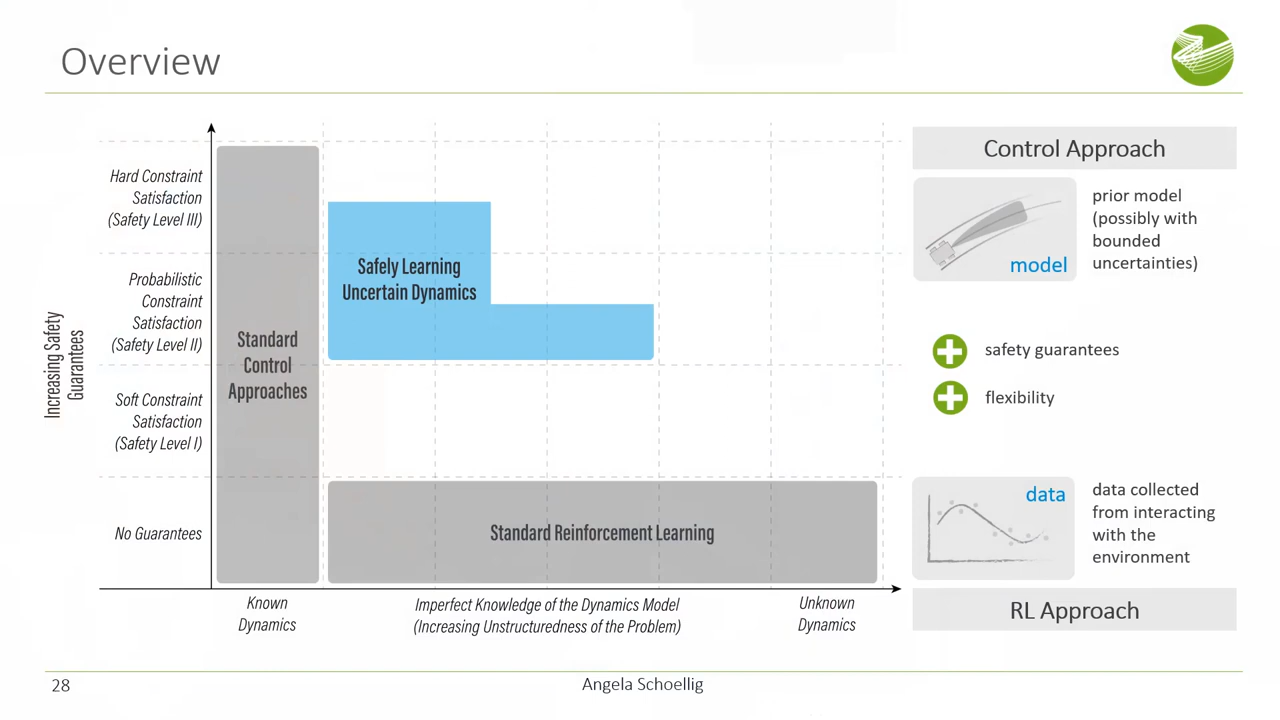 Overview
Increasing Safety
Guarantees
Hard Constraint
Satisfaction
(Safety Level III)
Probabilistic
Constraint
Satisfaction
(Safety Level II)
Soft Constraint
Satisfaction
(Safety Level I)
No Guarantees
Standard
Control
Approaches
Safely Learning
Uncertain Dynamics
Standard Reinforcement Learning
Known
Dynamics
Imperfect Knowledge of the Dynamics Model
(Increasing Unstructuredness of the Problem)
Unknown
Dynamics
Control Approach
model
prior model
(possibly with
bounded
uncertainties)
safety guarantees
flexibility
data
data collected
from interacting
with the
environment
RL Approach
28
Angela Schoellig